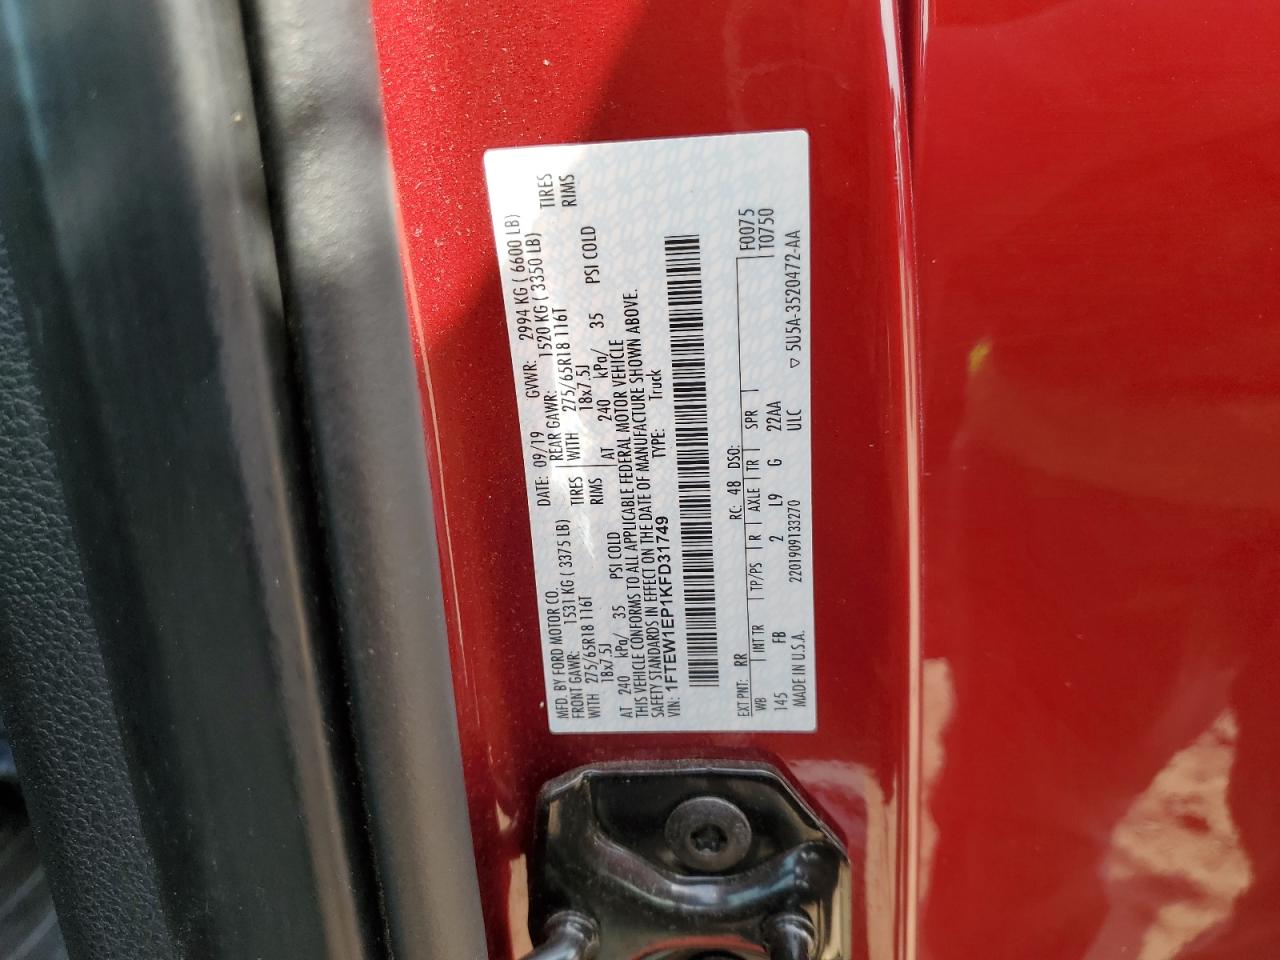 MFD. BY FORD MOTOR CO.
DATE: 09/19 GVWR: 2994 KG ( 6600 LB)
FRONT GAWR: 1531 KG ( 3375 LB) REAR GAWR: 1520 KG ( 3350 LB)
WITH 275/65R18 116T TIRES WITH 275/65R18 116T TIRES
18x7.5J RIMS 18x7.5J RIMS
AT 240 kPa/ 35 PSI COLD AT 240 kPa/ 35 PSI COLD
THIS VEHICLE CONFORMS TO ALL APPLICABLE FEDERAL MOTOR VEHICLE
SAFETY STANDARDS IN EFFECT ON THE DATE OF MANUFACTURE SHOWN ABOVE.
VIN: 1FTEW1EP1KFD31749 TYPE: Truck
EXT PNT: RR RC: 48 DSO: F0075
WB INT TR TP/PS R AXLE TR SPR T0750
145 FB 2 L9 G 22AA
MADE IN U.S.A. 2201909133270 ULC ▽ 5U5A-3520472-AA